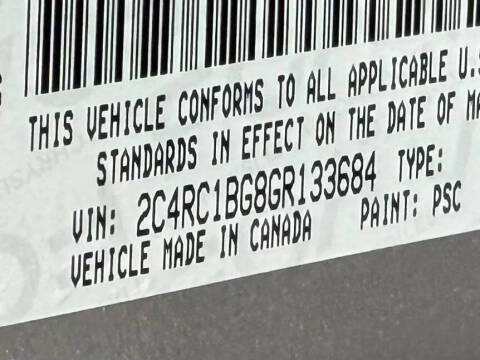 THIS VEHICLE CONFORMS TO ALL APPLICABLE U.S
STANDARDS IN EFFECT ON THE DATE OF MA
VIN: 2C4RC1BG8GR133684 TYPE:
VEHICLE MADE IN CANADA PAINT: PSC